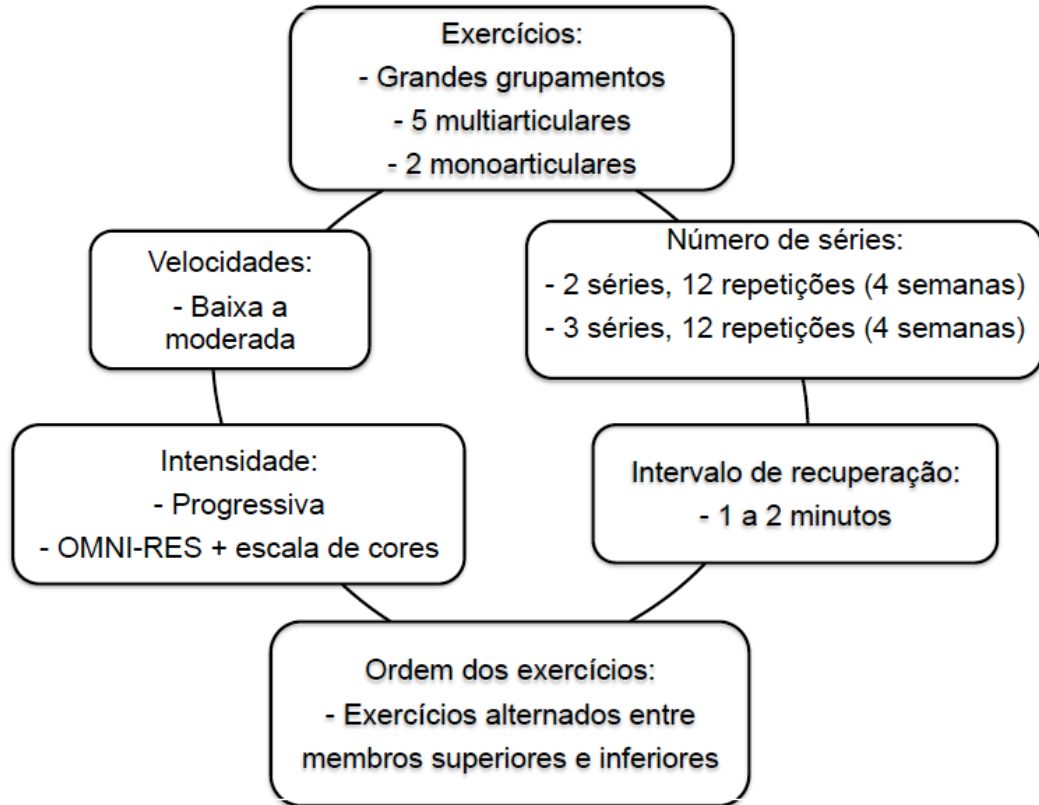 Exercícios:
- Grandes grupamentos
- 5 multiarticulares
- 2 monoarticulares
Velocidades:
- Baixa a
moderada
Número de séries:
- 2 séries, 12 repetições (4 semanas)
- 3 séries, 12 repetições (4 semanas)
Intensidade:
- Progressiva
- OMNI-RES + escala de cores
Intervalo de recuperação:
- 1 a 2 minutos
Ordem dos exercícios:
- Exercícios alternados entre
membros superiores e inferiores